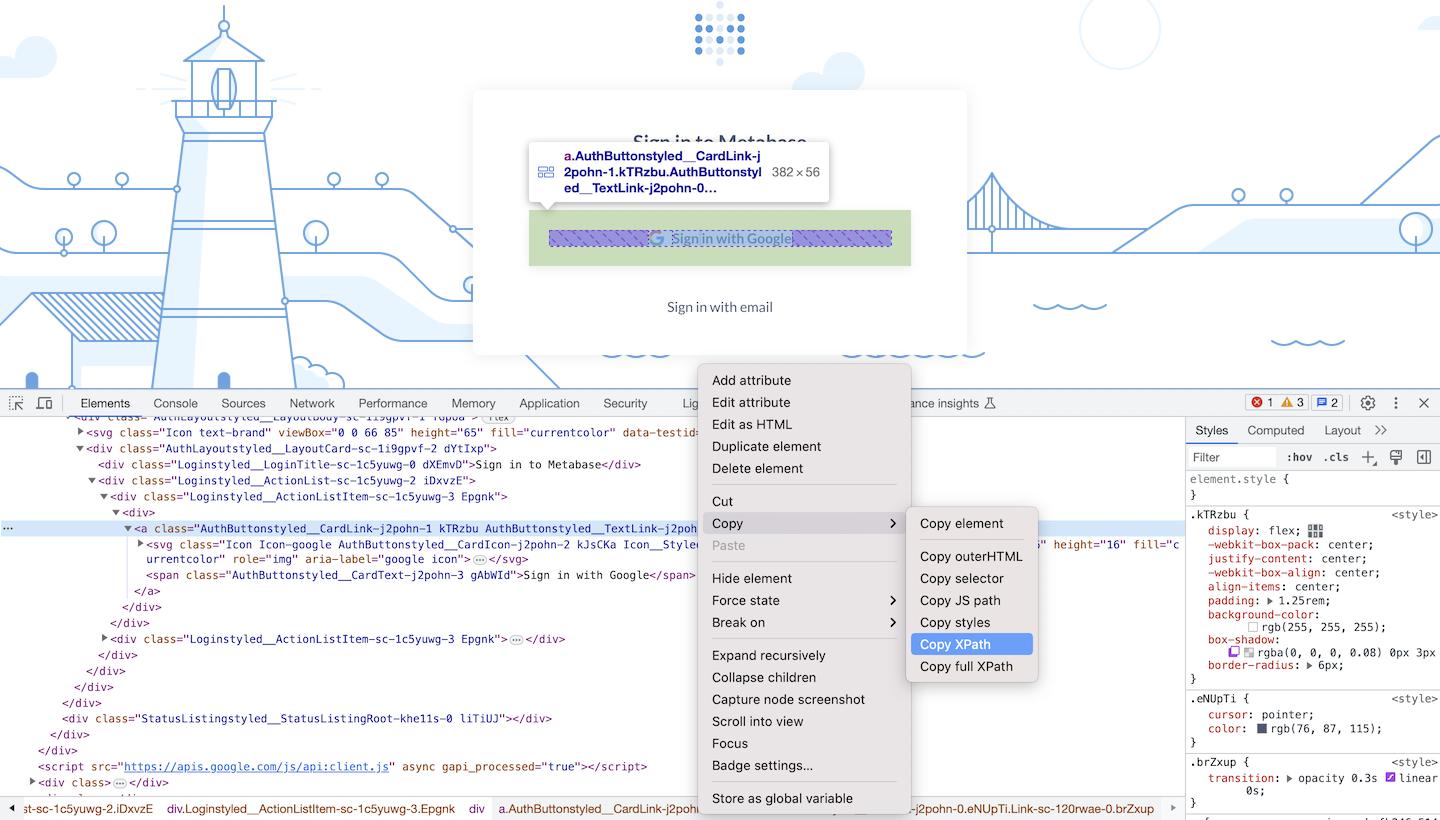 Sign in to Metabase
a.AuthButtonstyled__CardLink-j
2pohn-1.kTRzbu.AuthButtonstyl
ed__TextLink-j2pohn-0...
382 × 56
Sign in with Google
Sign in with email
Elements Console Sources Network Performance Memory Application Security Lig
ance insights
1 3 2
<svg class="Icon text-brand" viewBox="0 0 66 85" height="65" fill="currentcolor" data-testid=
<div class="AuthLayoutstyled__LayoutCard-sc-1i9gpvf-2 dYtIxp">
<div class="Loginstyled__LoginTitle-sc-1c5yuwg-0 dXEmvD">Sign in to Metabase</div>
<div class="Loginstyled__ActionList-sc-1c5yuwg-2 iDxvzE">
<div class="Loginstyled__ActionListItem-sc-1c5yuwg-3 Epgnk">
<div>
<a class="AuthButtonstyled__CardLink-j2pohn-1 kTRzbu AuthButtonstyled__TextLink-j2poh
<svg class="Icon Icon-google AuthButtonstyled__CardIcon-j2pohn-2 kJsCKa Icon__Style
height="16" fill="c
urrentcolor" role="img" aria-label="google icon">…</svg>
<span class="AuthButtonstyled__CardText-j2pohn-3 gAbWId">Sign in with Google</span>
</a>
</div>
</div>
<div class="Loginstyled__ActionListItem-sc-1c5yuwg-3 Epgnk">…</div>
</div>
</div>
</div>
</div>
<div class="StatusListingstyled__StatusListingRoot-khe11s-0 liTiUJ"></div>
</div>
</div>
<script src="https://apis.google.com/js/api:client.js" async gapi_processed="true"></script>
<div class>…</div>
st-sc-1c5yuwg-2.iDxvzE div.Loginstyled__ActionListItem-sc-1c5yuwg-3.Epgnk div a.AuthButtonstyled__CardLink-j2pohn
-j2pohn-0.eNUpTi.Link-sc-120rwae-0.brZxup
Add attribute
Edit attribute
Edit as HTML
Duplicate element
Delete element
Cut
Copy
Paste
Hide element
Force state
Break on
Expand recursively
Collapse children
Capture node screenshot
Scroll into view
Focus
Badge settings...
Store as global variable
Copy element
Copy outerHTML
Copy selector
Copy JS path
Copy styles
Copy XPath
Copy full XPath
Styles Computed Layout
Filter :hov .cls
element.style {
}
.kTRzbu { <style>
display: flex;
-webkit-box-pack: center;
justify-content: center;
-webkit-box-align: center;
align-items: center;
padding: 1.25rem;
background-color:
rgb(255, 255, 255);
box-shadow:
rgba(0, 0, 0, 0.08) 0px 3px
border-radius: 6px;
}
.eNUpTi { <style>
cursor: pointer;
color: rgb(76, 87, 115);
}
.brZxup { <style>
transition: opacity 0.3s linear
0s;
}